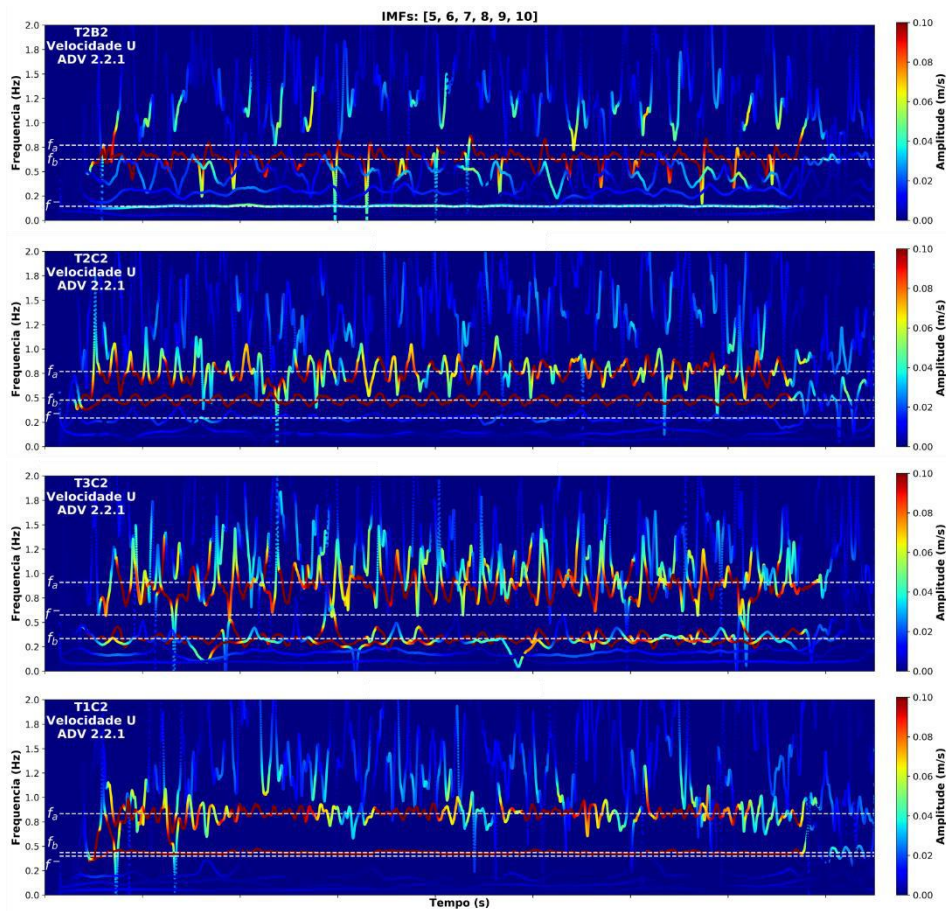 IMFs: [5, 6, 7, 8, 9, 10]
T2B2
Velocidade U
ADV 2.2.1
Frequencia (Hz)
2.0
1.8
1.5
1.2
1.0
0.8
0.5
0.2
0.0
fa
fb
f−
0.10
0.08
0.06
0.04
0.02
0.00
Amplitude (m/s)
T2C2
Velocidade U
ADV 2.2.1
Frequencia (Hz)
2.0
1.8
1.5
1.2
1.0
0.8
0.5
0.2
0.0
fa
fb
f−
0.10
0.08
0.06
0.04
0.02
0.00
Amplitude (m/s)
T3C2
Velocidade U
ADV 2.2.1
Frequencia (Hz)
2.0
1.8
1.5
1.2
1.0
0.8
0.5
0.2
0.0
fa
f−
fb
0.10
0.08
0.06
0.04
0.02
0.00
Amplitude (m/s)
T1C2
Velocidade U
ADV 2.2.1
Frequencia (Hz)
2.0
1.8
1.5
1.2
1.0
0.8
0.5
0.2
0.0
fa
fb
f−
0.10
0.08
0.06
0.04
0.02
0.00
Amplitude (m/s)
Tempo (s)